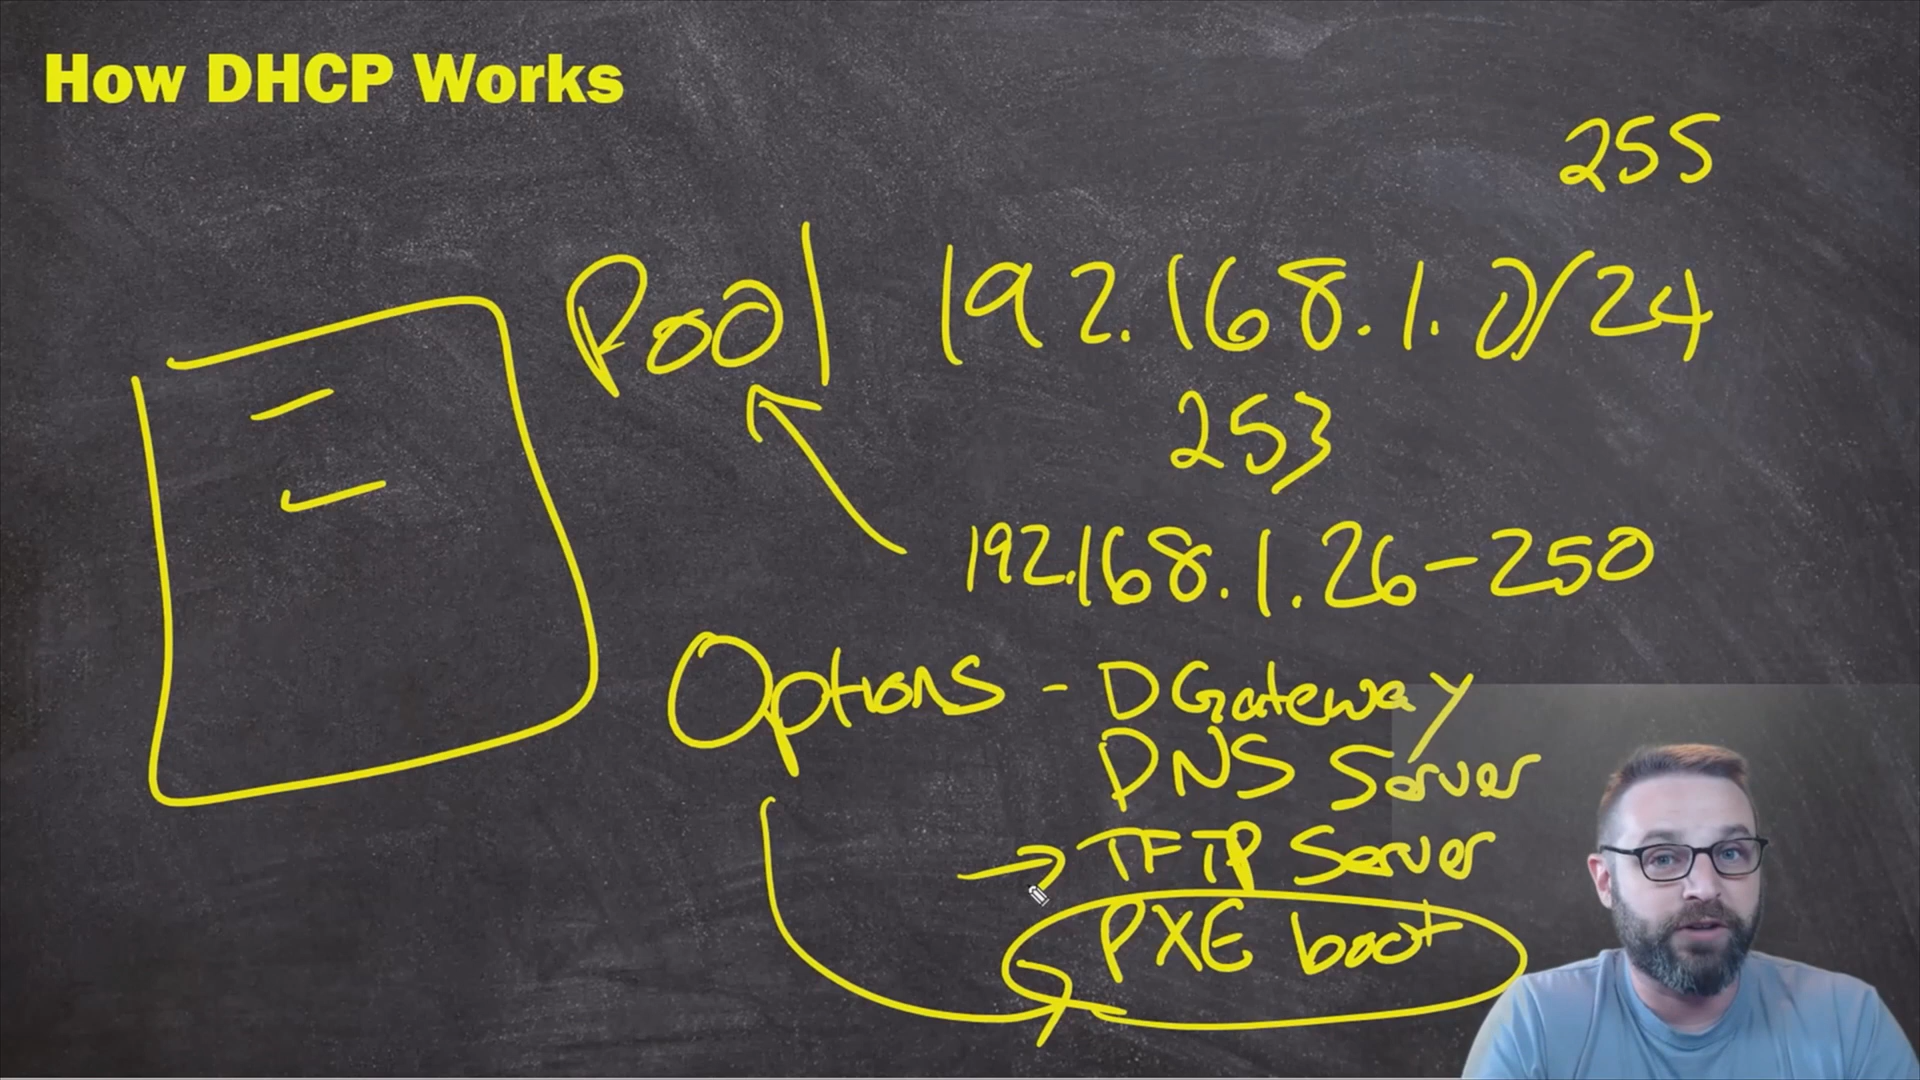 How DHCP Works
255
Pool 192.168.1.0/24
253
192.168.1.26-250
Options - DGateway
DNS Server
TFTP Server
PXE boot